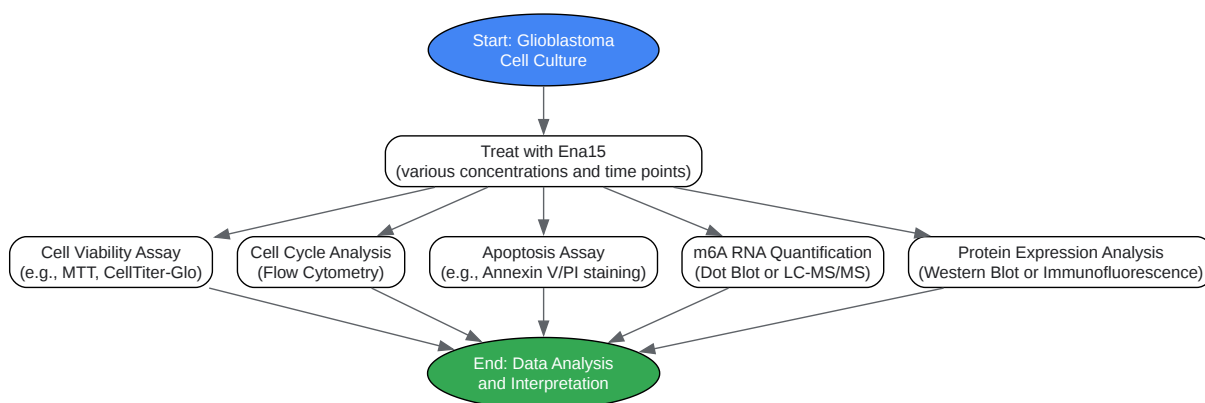 Start: Glioblastoma
Cell Culture
Treat with Ena15
(various concentrations and time points)
Cell Viability Assay
(e.g., MTT, CellTiter-Glo)
Cell Cycle Analysis
(Flow Cytometry)
Apoptosis Assay
(e.g., Annexin V/PI staining)
m6A RNA Quantification
(Dot Blot or LC-MS/MS)
Protein Expression Analysis
(Western Blot or Immunofluorescence)
End: Data Analysis
and Interpretation